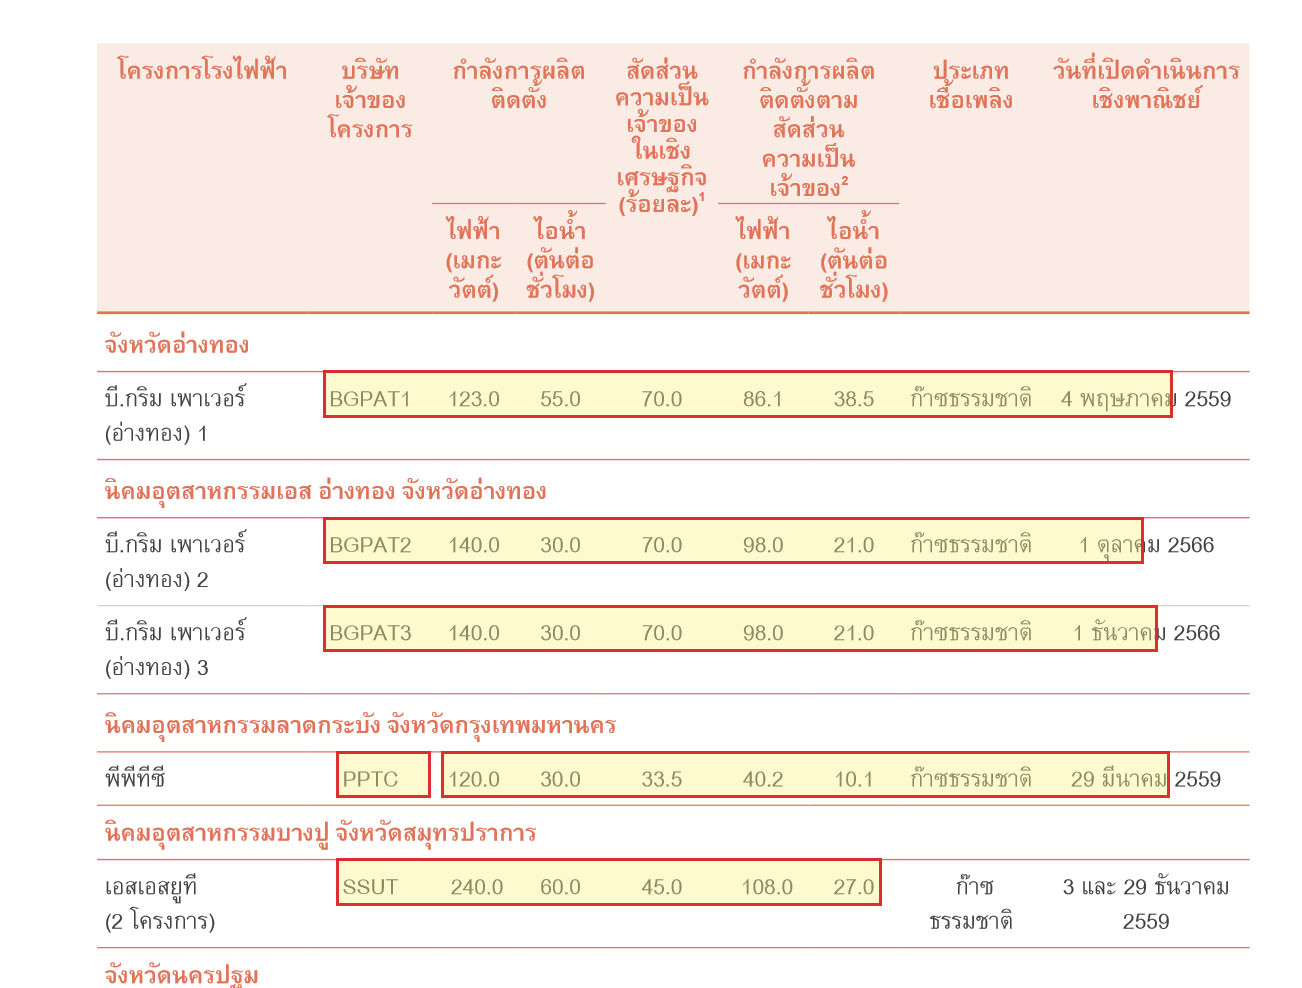 โครงการโรงไฟฟ้า บริษัทเจ้าของโครงการ กำลังการผลิตติดตั้ง สัดส่วนความเป็นเจ้าของในเชิงเศรษฐกิจ (ร้อยละ)¹ กำลังการผลิตติดตั้งตามสัดส่วนความเป็นเจ้าของ² ประเภทเชื้อเพลิง วันที่เปิดดำเนินการเชิงพาณิชย์
ไฟฟ้า (เมกะวัตต์) ไอน้ำ (ตันต่อชั่วโมง) ไฟฟ้า (เมกะวัตต์) ไอน้ำ (ตันต่อชั่วโมง)
จังหวัดอ่างทอง
บี.กริม เพาเวอร์ BGPAT1 123.0 55.0 70.0 86.1 38.5 ก๊าซธรรมชาติ 4 พฤษภาคม 2559
(อ่างทอง) 1
นิคมอุตสาหกรรมเอส อ่างทอง จังหวัดอ่างทอง
บี.กริม เพาเวอร์ BGPAT2 140.0 30.0 70.0 98.0 21.0 ก๊าซธรรมชาติ 1 ตุลาคม 2566
(อ่างทอง) 2
บี.กริม เพาเวอร์ BGPAT3 140.0 30.0 70.0 98.0 21.0 ก๊าซธรรมชาติ 1 ธันวาคม 2566
(อ่างทอง) 3
นิคมอุตสาหกรรมลาดกระบัง จังหวัดกรุงเทพมหานคร
พีพีทีซี PPTC 120.0 30.0 33.5 40.2 10.1 ก๊าซธรรมชาติ 29 มีนาคม 2559
นิคมอุตสาหกรรมบางปู จังหวัดสมุทรปราการ
เอสเอสยูที SSUT 240.0 60.0 45.0 108.0 27.0 ก๊าซ 3 และ 29 ธันวาคม
(2 โครงการ) ธรรมชาติ 2559
จังหวัดนครปฐม